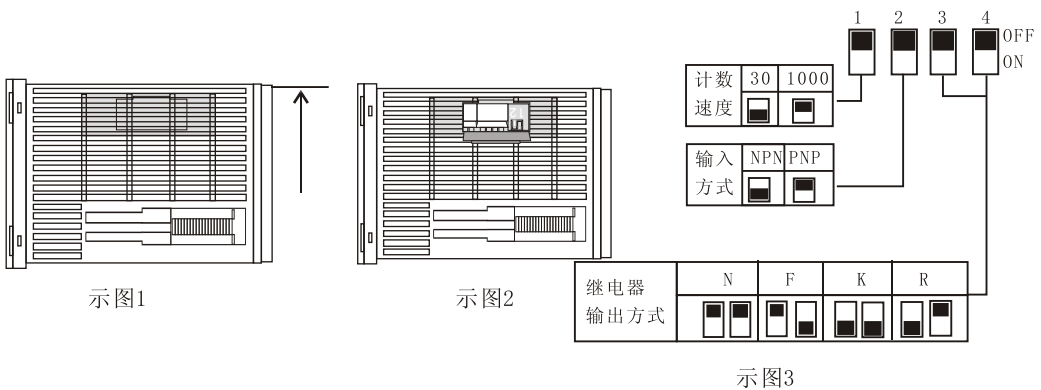 1 2 3 4
OFF
ON
计数
速度
30 1000
输入
方式
NPN PNP
继电器
输出方式
N F K R
示图1
示图2
示图3